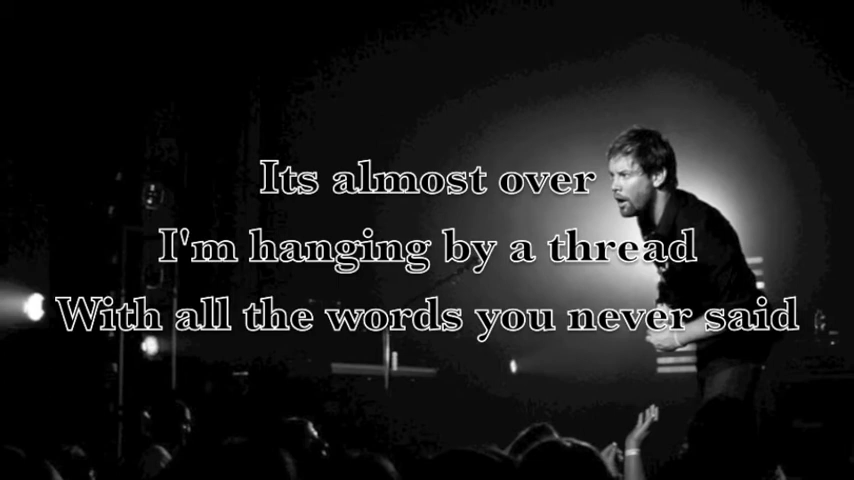 Its almost over
I'm hanging by a thread
With all the words you never said